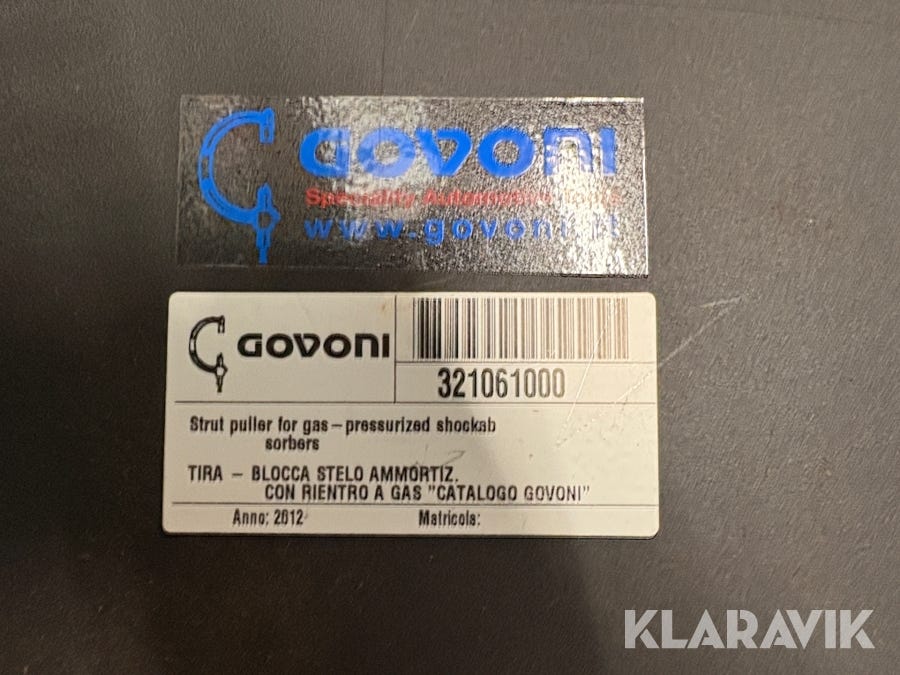 GOVONI
Speciality Automotive Tools
www.govoni.it
GOVONI
321061000
Strut puller for gas-pressurized shockab
sorbers
TIRA - BLOCCA STELO AMMORTIZ.
CON RIENTRO A GAS "CATALOGO GOVONI"
Anno: 2012
Matricola:
KLARAVIK